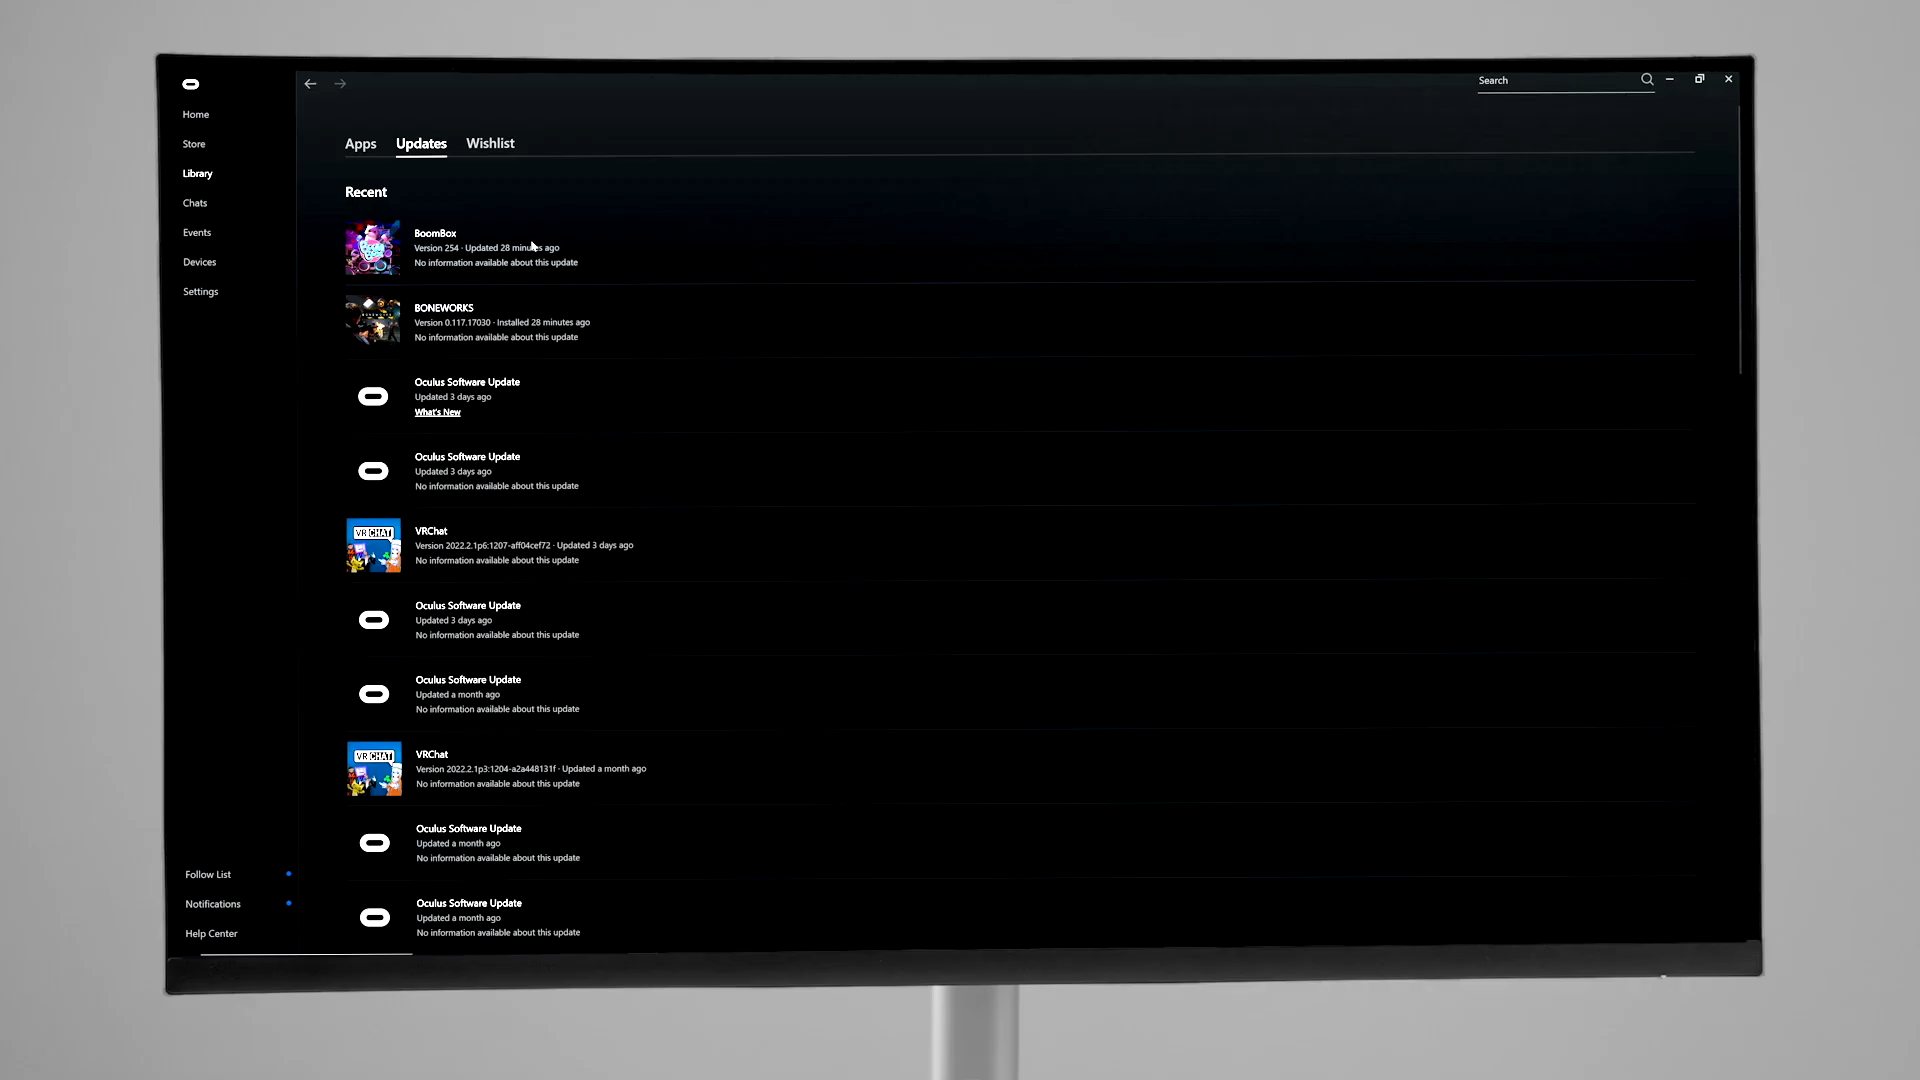 Home
Store
Library
Chats
Events
Devices
Settings
Follow List
Notifications
Help Center
Search
Apps Updates Wishlist
Recent
BoomBox
Version 254 · Updated 28 minutes ago
No information available about this update
BONEWORKS
Version 0.117.17030 · Installed 28 minutes ago
No information available about this update
Oculus Software Update
Updated 3 days ago
What's New
Oculus Software Update
Updated 3 days ago
No information available about this update
VRCHAT
VRChat
Version 2022.2.1p6:1207-aff04cef72 · Updated 3 days ago
No information available about this update
Oculus Software Update
Updated 3 days ago
No information available about this update
Oculus Software Update
Updated a month ago
No information available about this update
VRCHAT
VRChat
Version 2022.2.1p3:1204-a2a448131f · Updated a month ago
No information available about this update
Oculus Software Update
Updated a month ago
No information available about this update
Oculus Software Update
Updated a month ago
No information available about this update